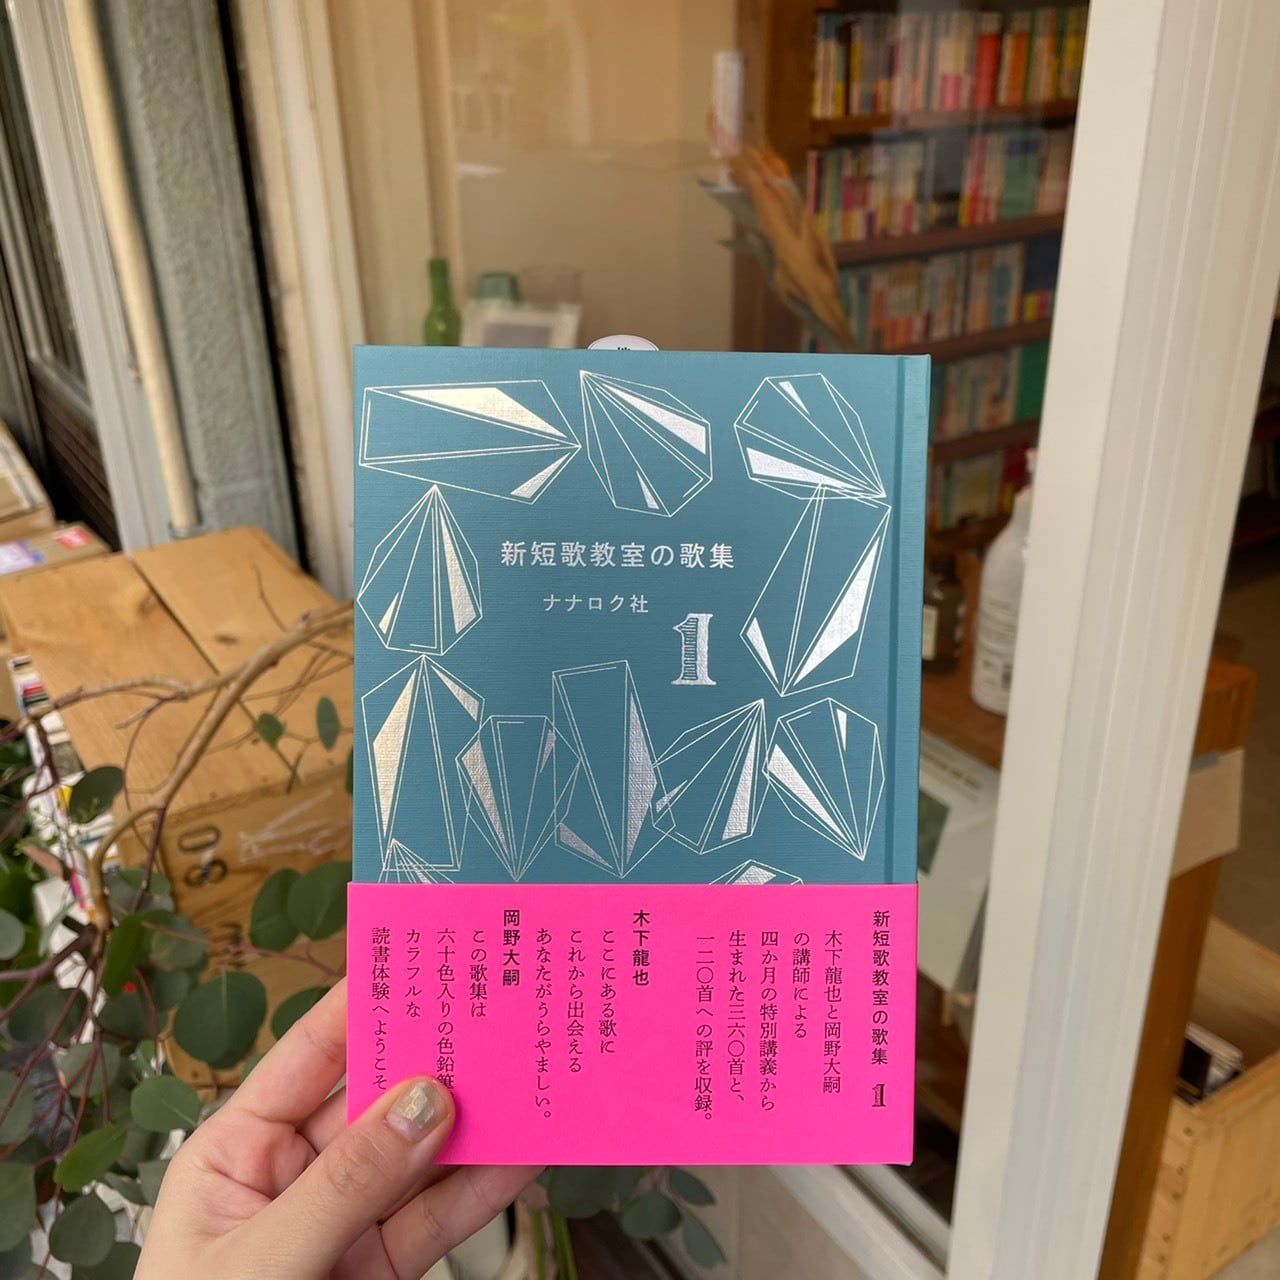 新短歌教室の歌集
ナナロク社
1
新短歌教室の歌集 1
木下龍也と岡野大嗣
の講師による
四か月の特別講義から
生まれた三六〇首と、
一二〇首への評を収録。
木下龍也
ここにある歌に
これから出会える
あなたがうらやましい。
岡野大嗣
この歌集は
六十色入りの色鉛筆
カラフルな
読書体験へようこそ
08